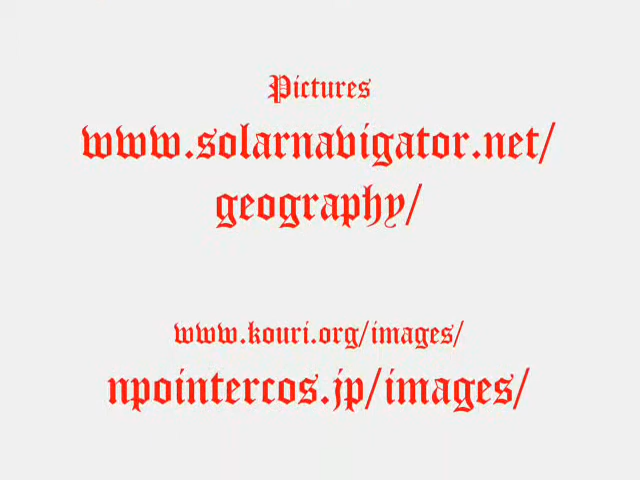 Pictures
www.solarnavigator.net/
geography/
www.kouri.org/images/
npointercos.jp/images/